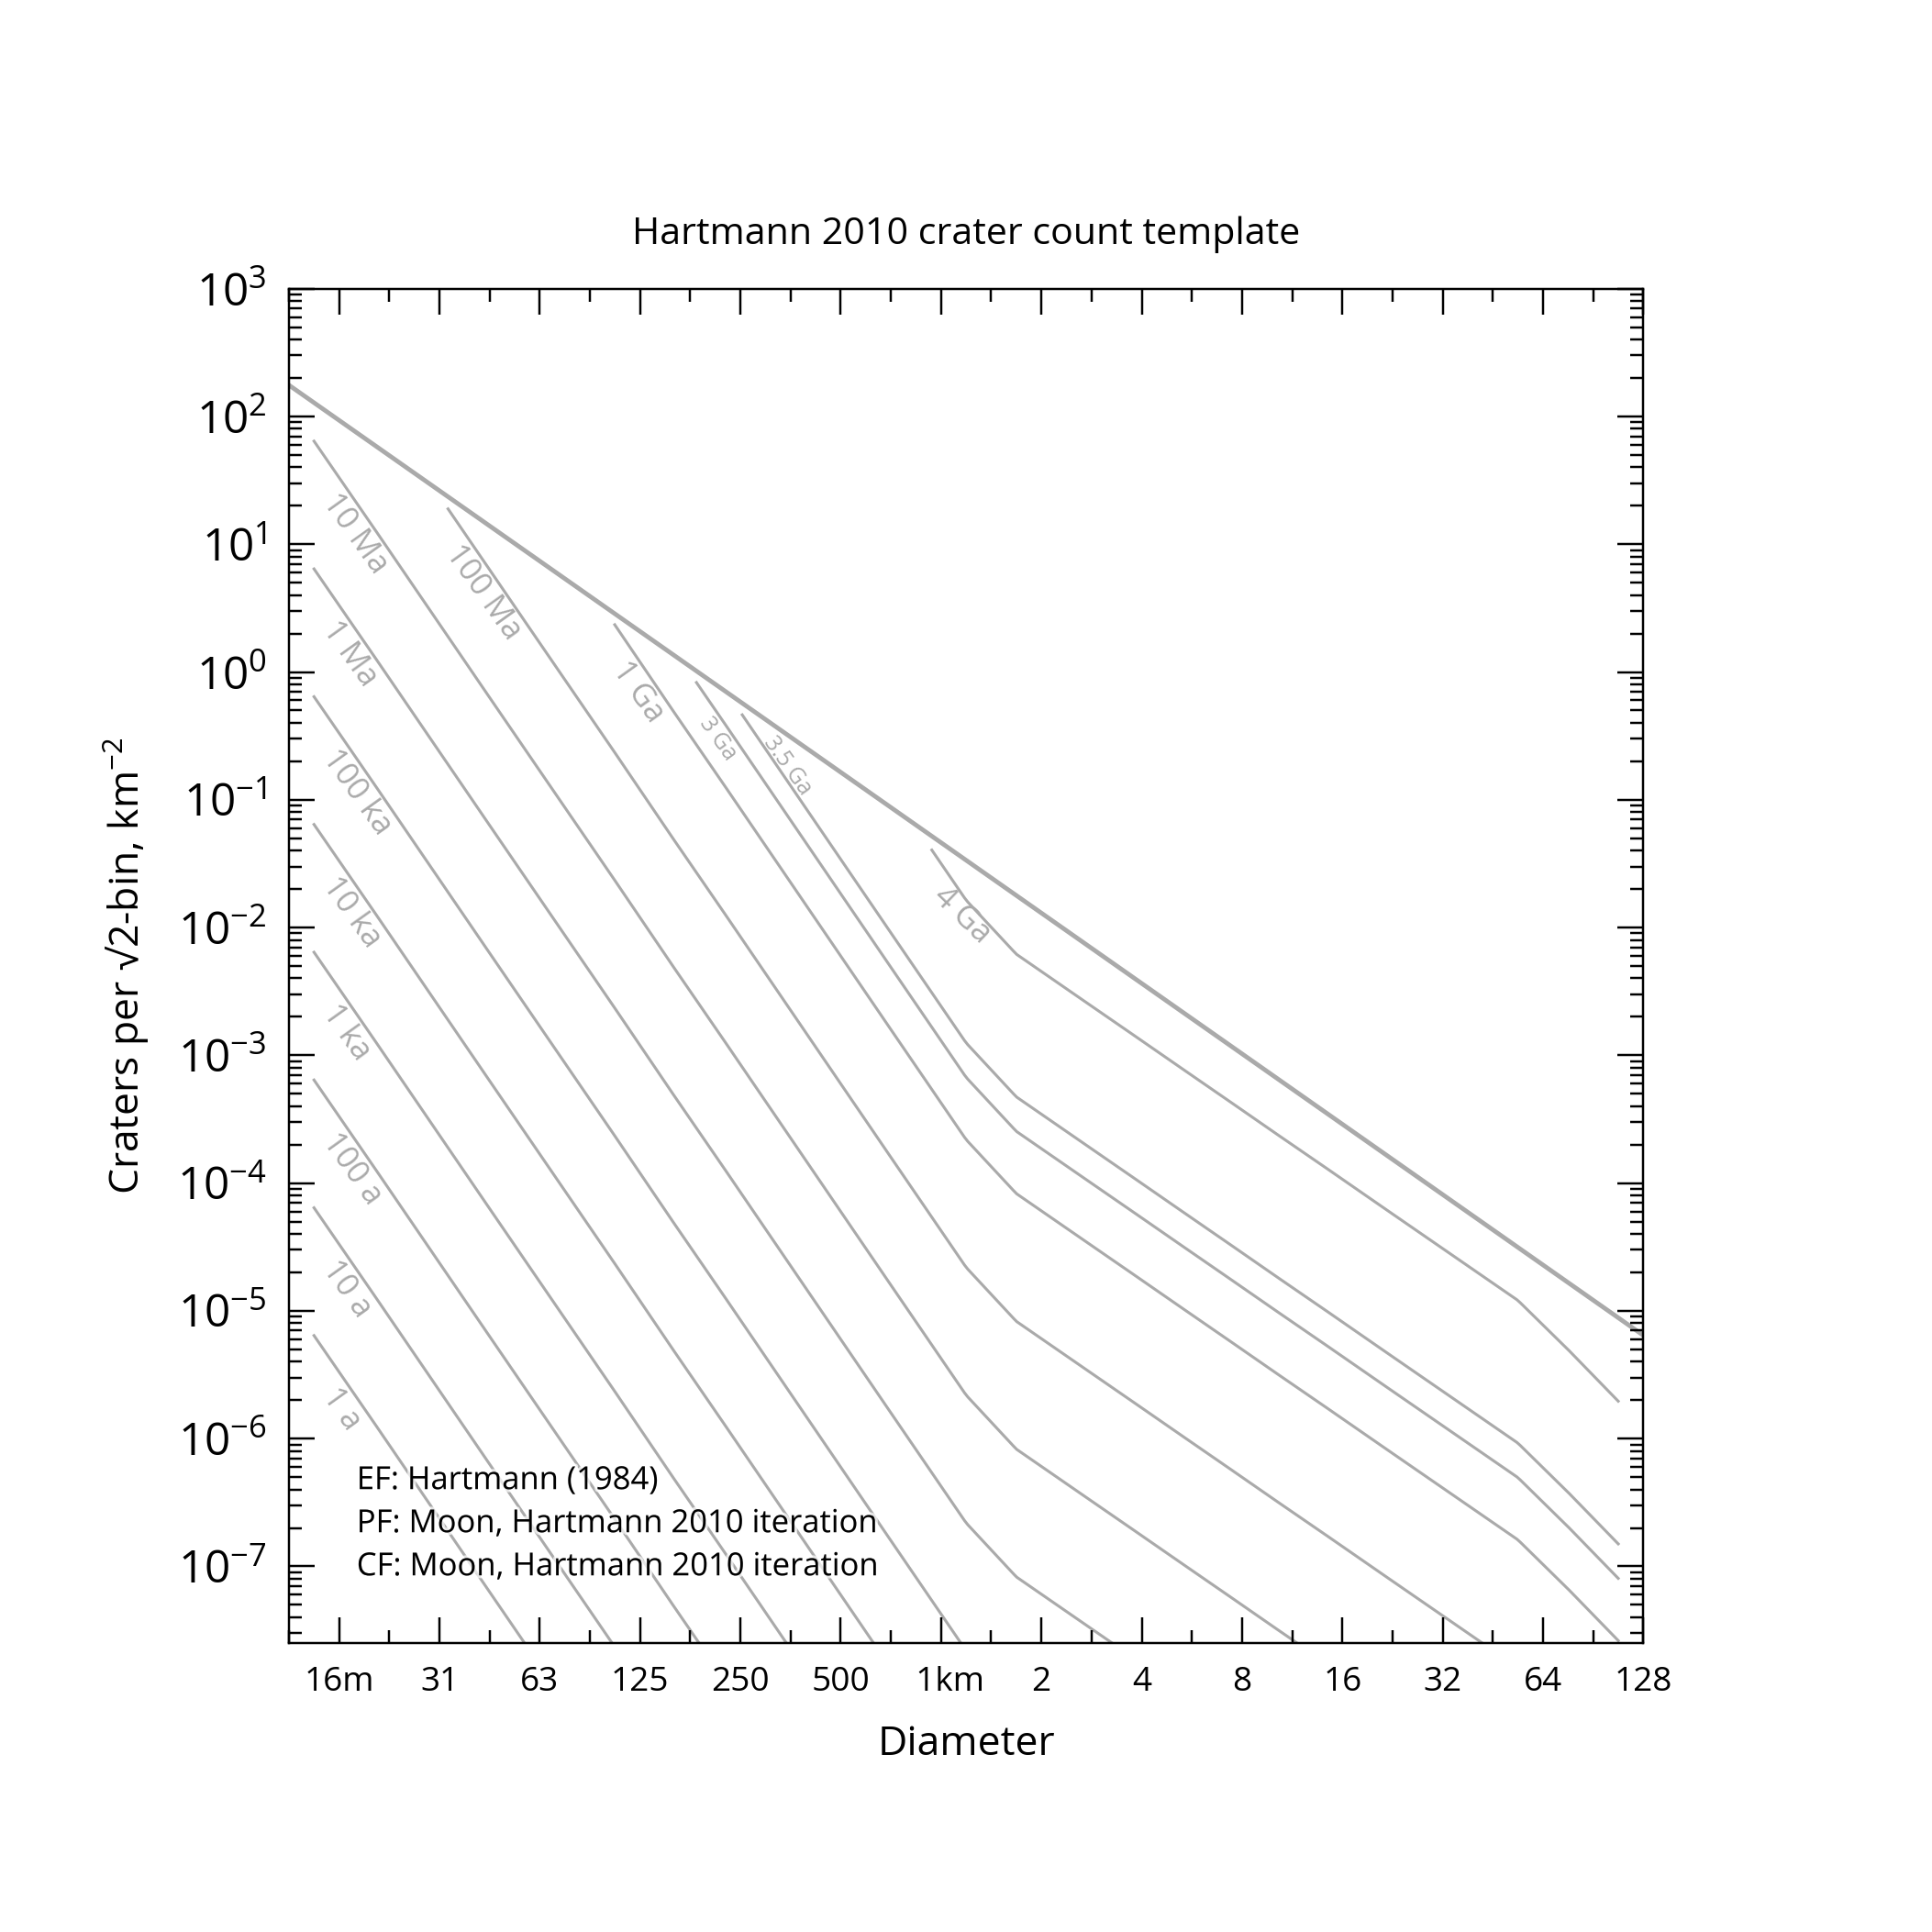 Hartmann 2010 crater count template
10³
10²
10¹
10⁰
10⁻¹
10⁻²
10⁻³
10⁻⁴
10⁻⁵
10⁻⁶
10⁻⁷
Craters per √2-bin, km⁻²
10 Ma
100 Ma
1 Ma
1 Ga
3 Ga
3.5 Ga
100 ka
4 Ga
10 ka
1 ka
100 a
10 a
1 a
EF: Hartmann (1984)
PF: Moon, Hartmann 2010 iteration
CF: Moon, Hartmann 2010 iteration
16m 31 63 125 250 500 1km 2 4 8 16 32 64 128
Diameter